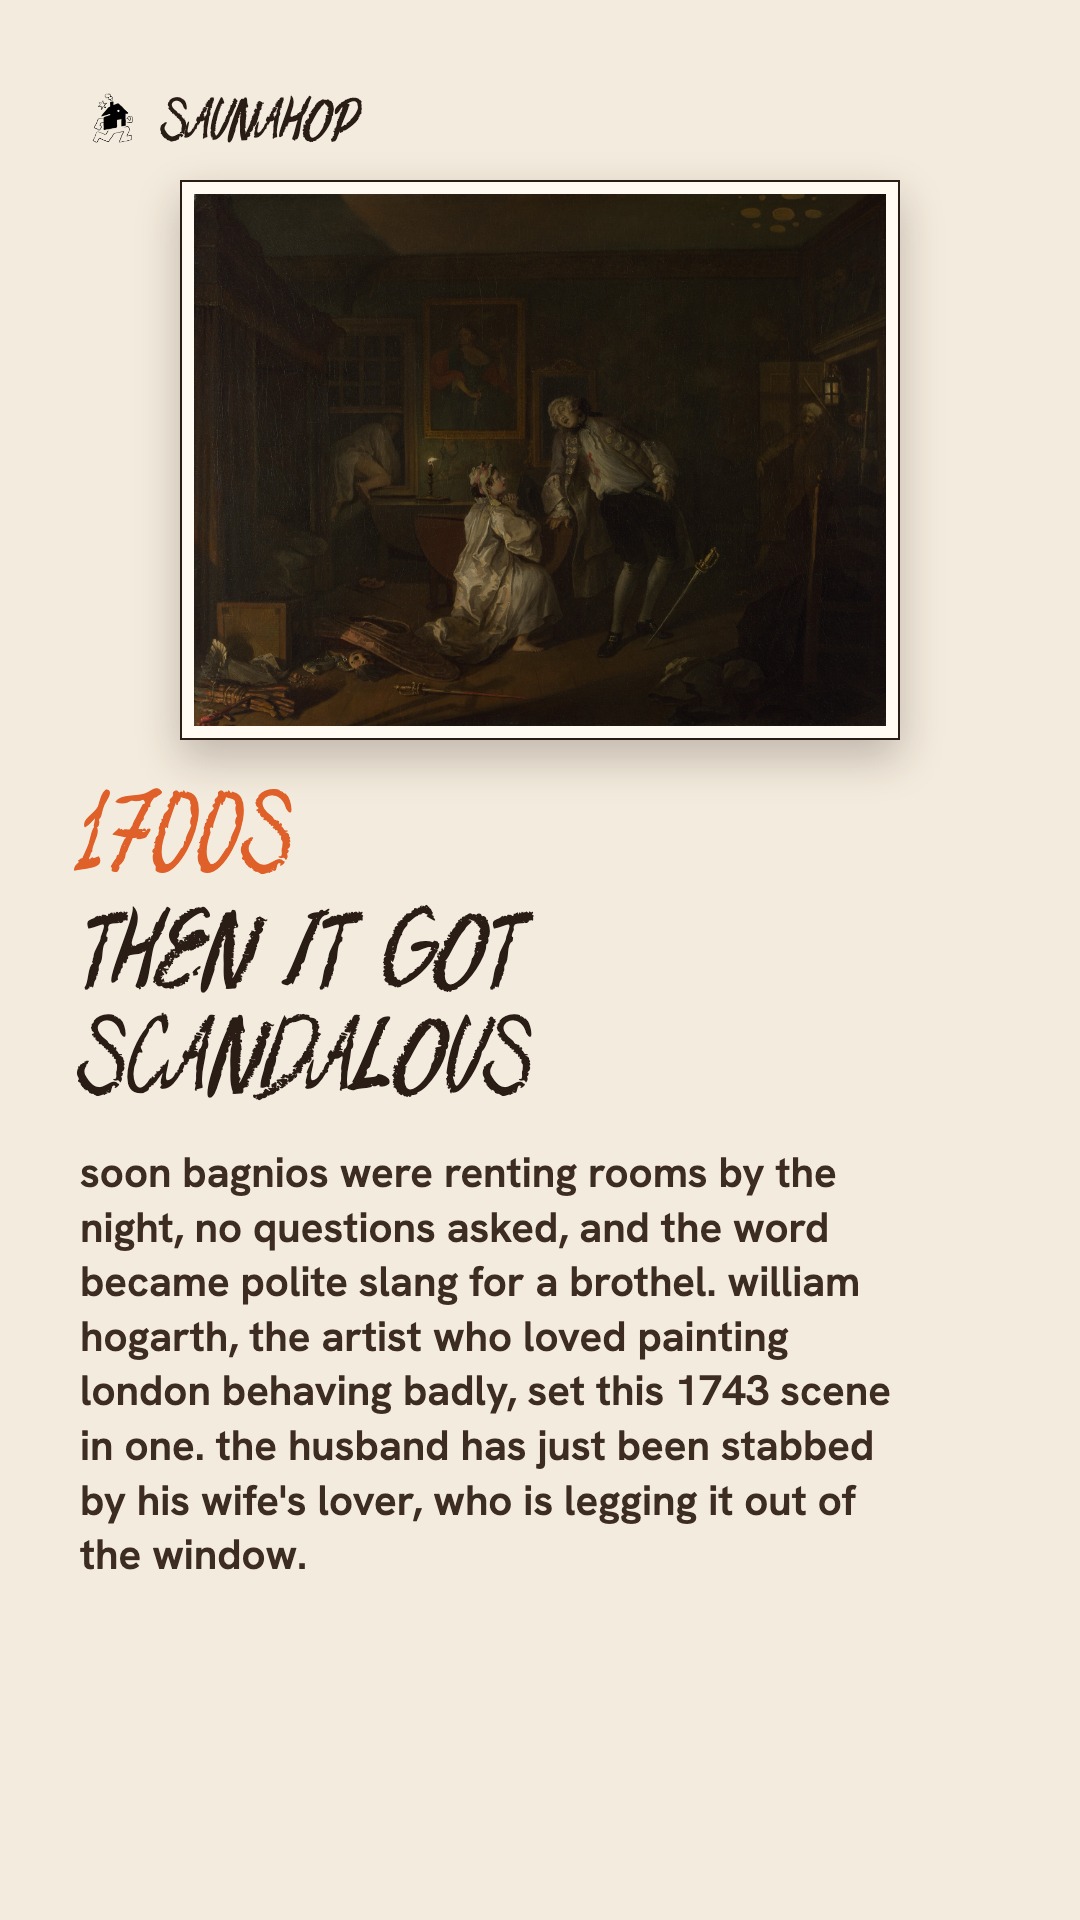 SAUNAHOP
1700S
THEN IT GOT
SCANDALOUS
soon bagnios were renting rooms by the
night, no questions asked, and the word
became polite slang for a brothel. william
hogarth, the artist who loved painting
london behaving badly, set this 1743 scene
in one. the husband has just been stabbed
by his wife's lover, who is legging it out of
the window.